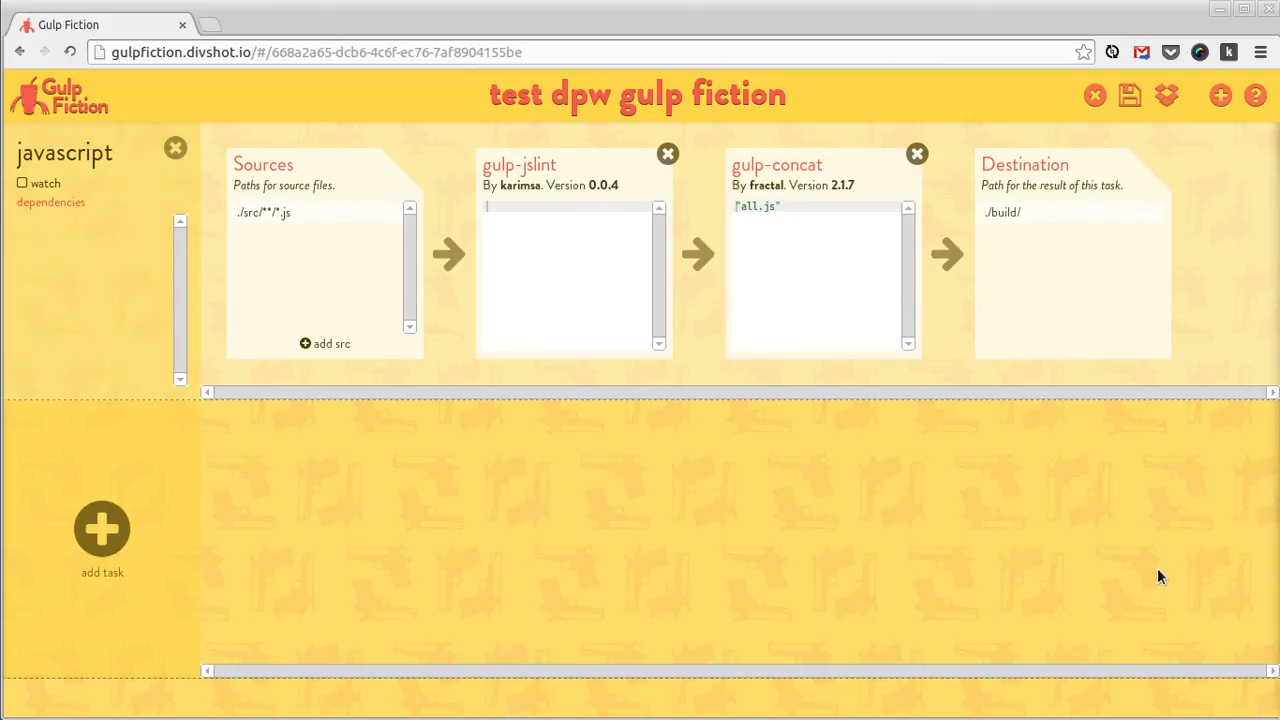 Gulp Fiction
gulpfiction.divshot.io/#/668a2a65-dcb6-4c6f-ec76-7af8904155be
k
Gulp
Fiction
test dpw gulp fiction
javascript
watch
dependencies
Sources
Paths for source files.
./src/**/*.js
add src
gulp-jslint
By karimsa. Version 0.0.4
gulp-concat
By fractal. Version 2.1.7
"all.js"
Destination
Path for the result of this task.
./build/
add task